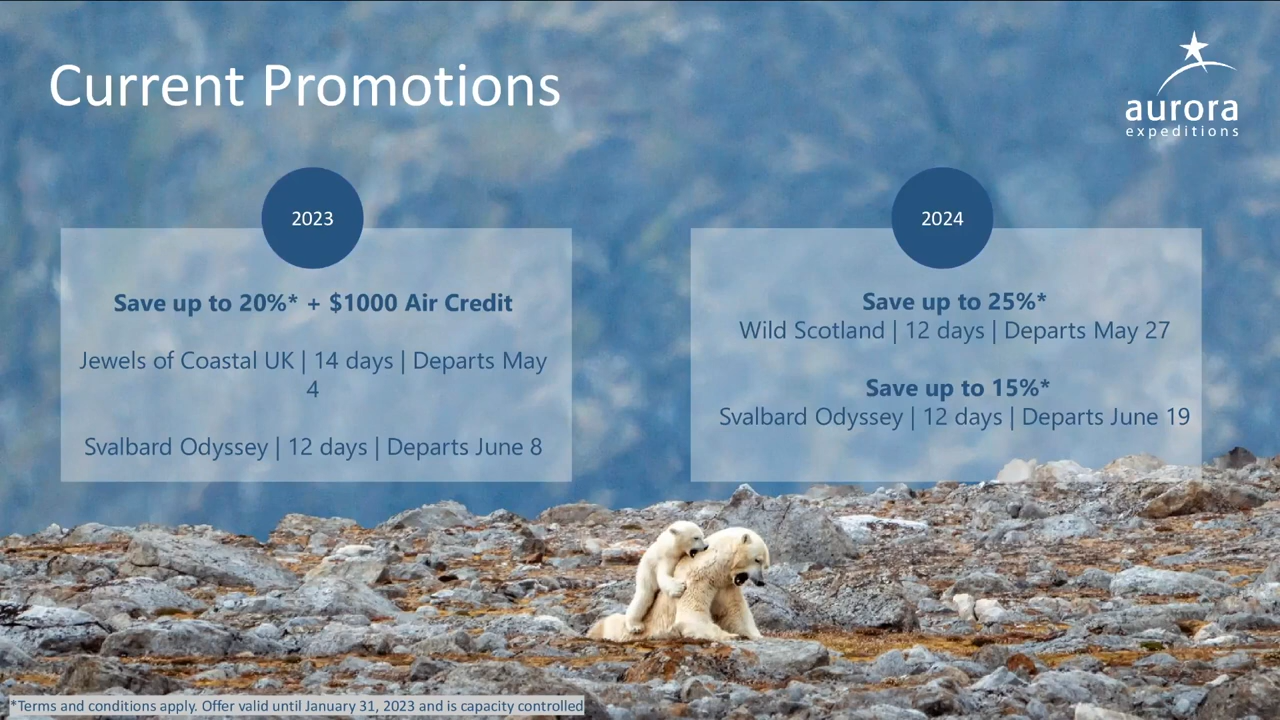 Current Promotions
aurora
expeditions
2023
Save up to 20%* + $1000 Air Credit
Jewels of Coastal UK | 14 days | Departs May
4
Svalbard Odyssey | 12 days | Departs June 8
2024
Save up to 25%*
Wild Scotland | 12 days | Departs May 27
Save up to 15%*
Svalbard Odyssey | 12 days | Departs June 19
*Terms and conditions apply. Offer valid until January 31, 2023 and is capacity controlled